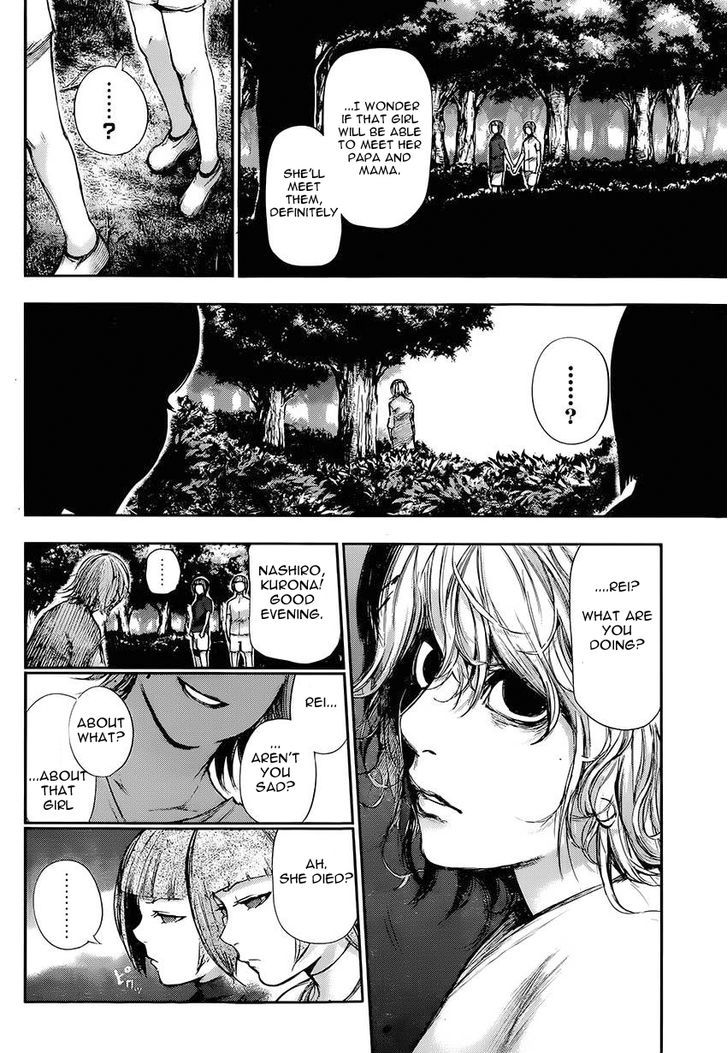 ...I WONDER
IF THAT GIRL
WILL BE ABLE
TO MEET HER
PAPA AND
MAMA.
SHE'LL
MEET
THEM,
DEFINITELY
......?
......?
....REI?
WHAT ARE
YOU
DOING?
NASHIRO,
KURONA!
GOOD
EVENING.
......
REI...
...
AREN'T
YOU
SAD?
ABOUT
WHAT?
...ABOUT
THAT
GIRL
AH,
SHE DIED?
......